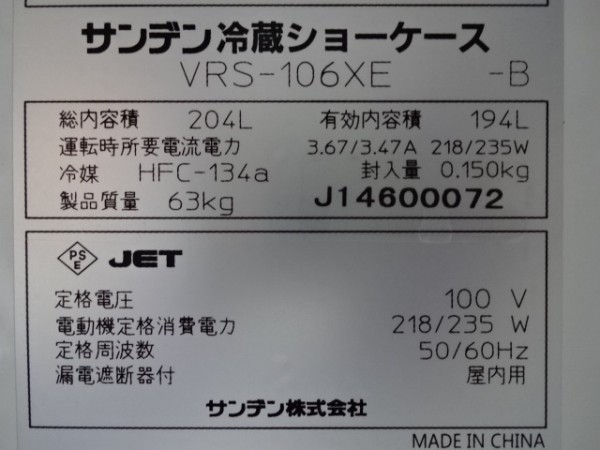 サンデン冷蔵ショーケース
VRS-106XE -B
総内容積 204L 有効内容積 194L
運転時所要電流電力 3.67/3.47A 218/235W
冷媒 HFC-134a 封入量 0.150kg
製品質量 63kg J14600072
PSE JET
定格電圧 100 V
電動機定格消費電力 218/235 W
定格周波数 50/60Hz
漏電遮断器付 屋内用
サンデン株式会社
MADE IN CHINA